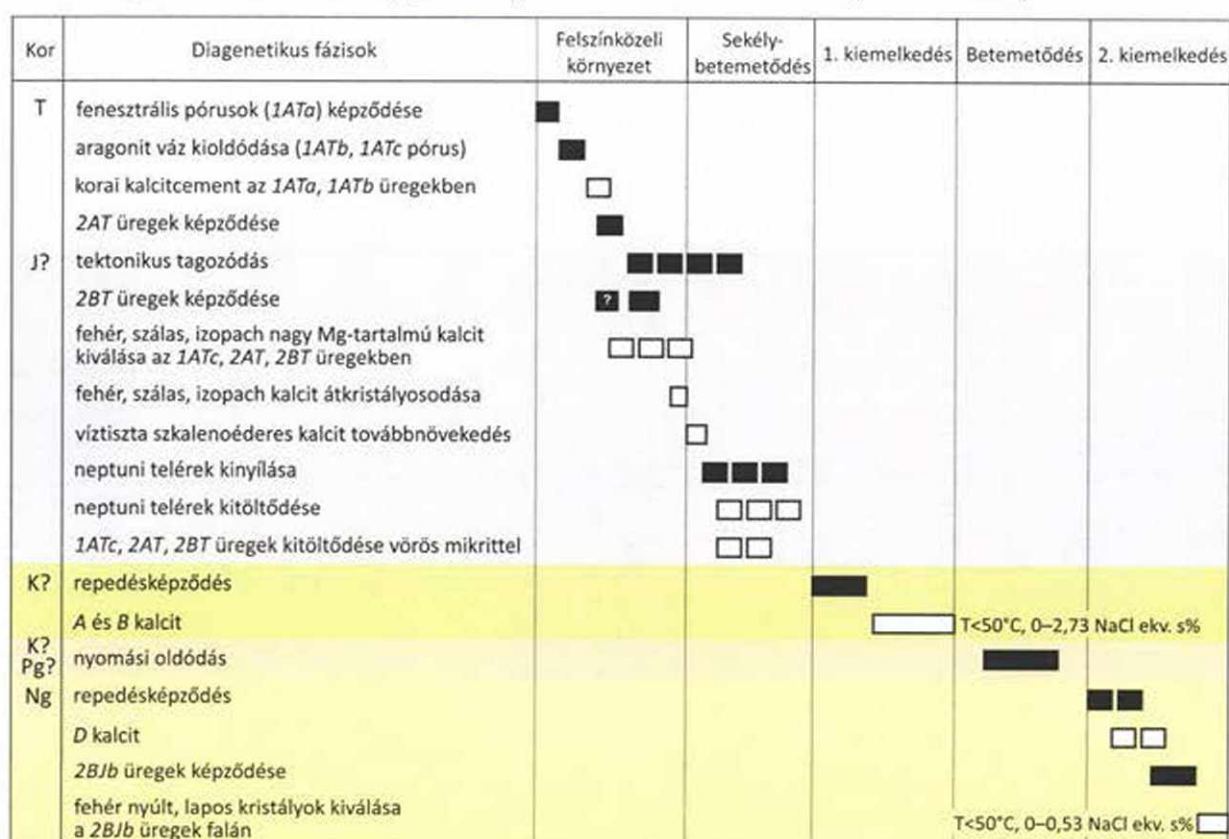 Kor Diagenetikus fázisok Felszínközeli környezet Sekély-betemetődés 1. kiemelkedés Betemetődés 2. kiemelkedés
T fenesztrális pórusok (1ATa) képződése
aragonit váz kioldódása (1ATb, 1ATc pórus)
korai kalcitcement az 1ATa, 1ATb üregekben
2AT üregek képződése
J? tektonikus tagozódás
2BT üregek képződése ?
fehér, szálas, izopach nagy Mg-tartalmú kalcit
kiválása az 1ATc, 2AT, 2BT üregekben
fehér, szálas, izopach kalcit átkristályosodása
víztiszta szkalenoéderes kalcit továbbnövekedés
neptuni telérek kinyílása
neptuni telérek kitöltődése
1ATc, 2AT, 2BT üregek kitöltődése vörös mikrittel
K? repedésképződés
A és B kalcit T<50°C, 0–2,73 NaCl ekv. s%
K?
Pg? nyomási oldódás
Ng repedésképződés
D kalcit
2BJb üregek képződése
fehér nyúlt, lapos kristályok kiválása
a 2BJb üregek falán T<50°C, 0–0,53 NaCl ekv. s%